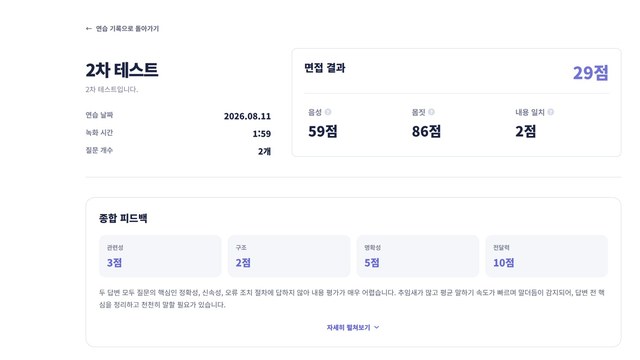 ← 연습 기록으로 돌아가기
2차 테스트
2차 테스트입니다.
연습 날짜 2026.08.11
녹화 시간 1:59
질문 개수 2개
면접 결과 29점
음성 몸짓 내용 일치
59점 86점 2점
종합 피드백
관련성 구조 명확성 전달력
3점 2점 5점 10점
두 답변 모두 질문의 핵심인 정확성, 신속성, 오류 조치 절차에 답하지 않아 내용 평가가 매우 어렵습니다. 추임새가 많고 평균 말하기 속도가 빠르며 말더듬이 감지되어, 답변 전 핵
심을 정리하고 천천히 말할 필요가 있습니다.
자세히 펼쳐보기